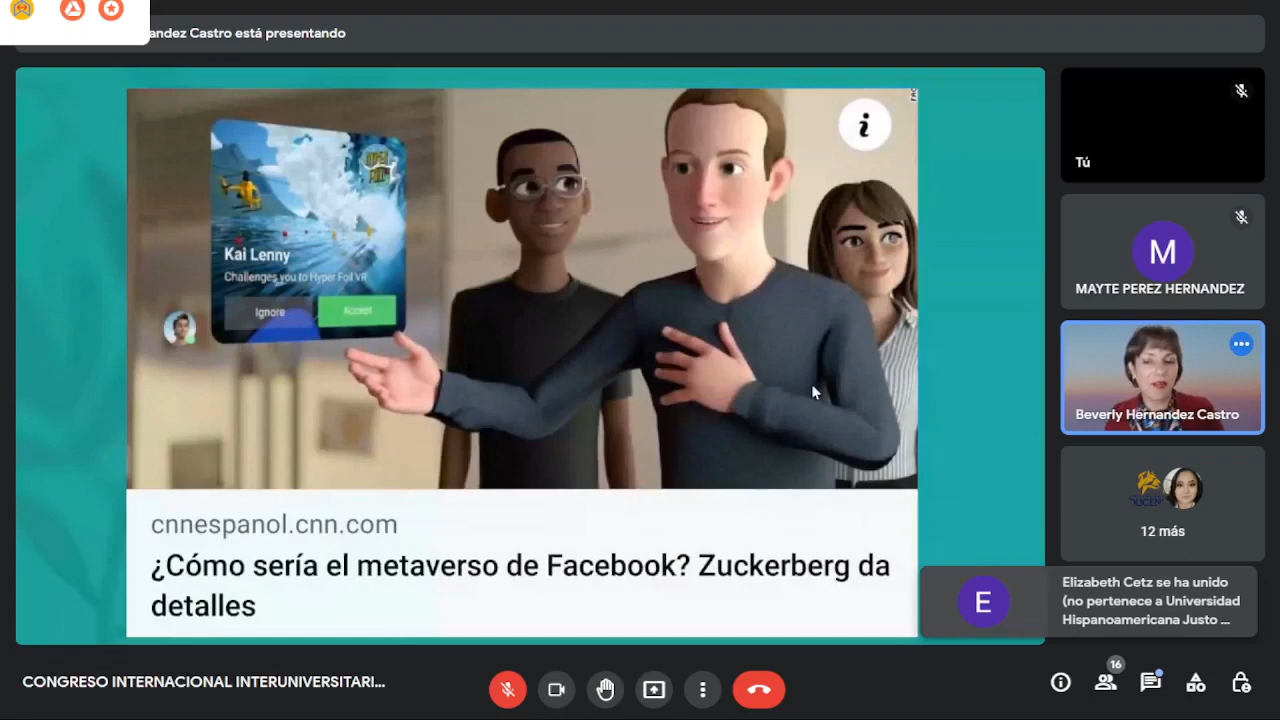 andez Castro está presentando
Kai Lenny
Challenges you to Hyper Foil VR
Ignore
Accept
cnnespanol.cnn.com
¿Cómo sería el metaverso de Facebook? Zuckerberg da
detalles
Tú
M
MAYTE PEREZ HERNANDEZ
Beverly Hernandez Castro
12 más
E
Elizabeth Cetz se ha unido
(no pertenece a Universidad
Hispanoamericana Justo ...
CONGRESO INTERNACIONAL INTERUNIVERSITARI...
16